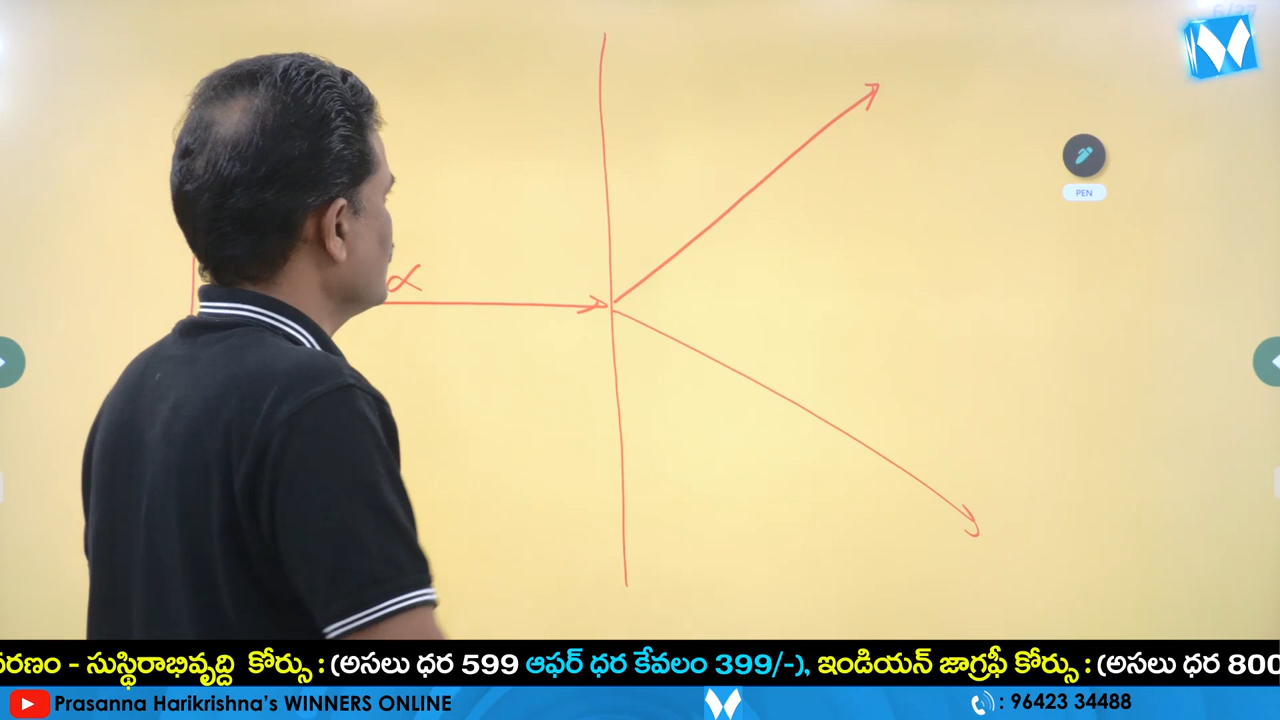 α
PEN
వరణం - సుస్థిరాభివృద్ది కోర్సు : (అసలు ధర 599 ఆఫర్ ధర కేవలం 399/-), ఇండియన్ జాగ్రఫీ కోర్సు : (అసలు ధర 800
Prasanna Harikrishna's WINNERS ONLINE
: 96423 34488